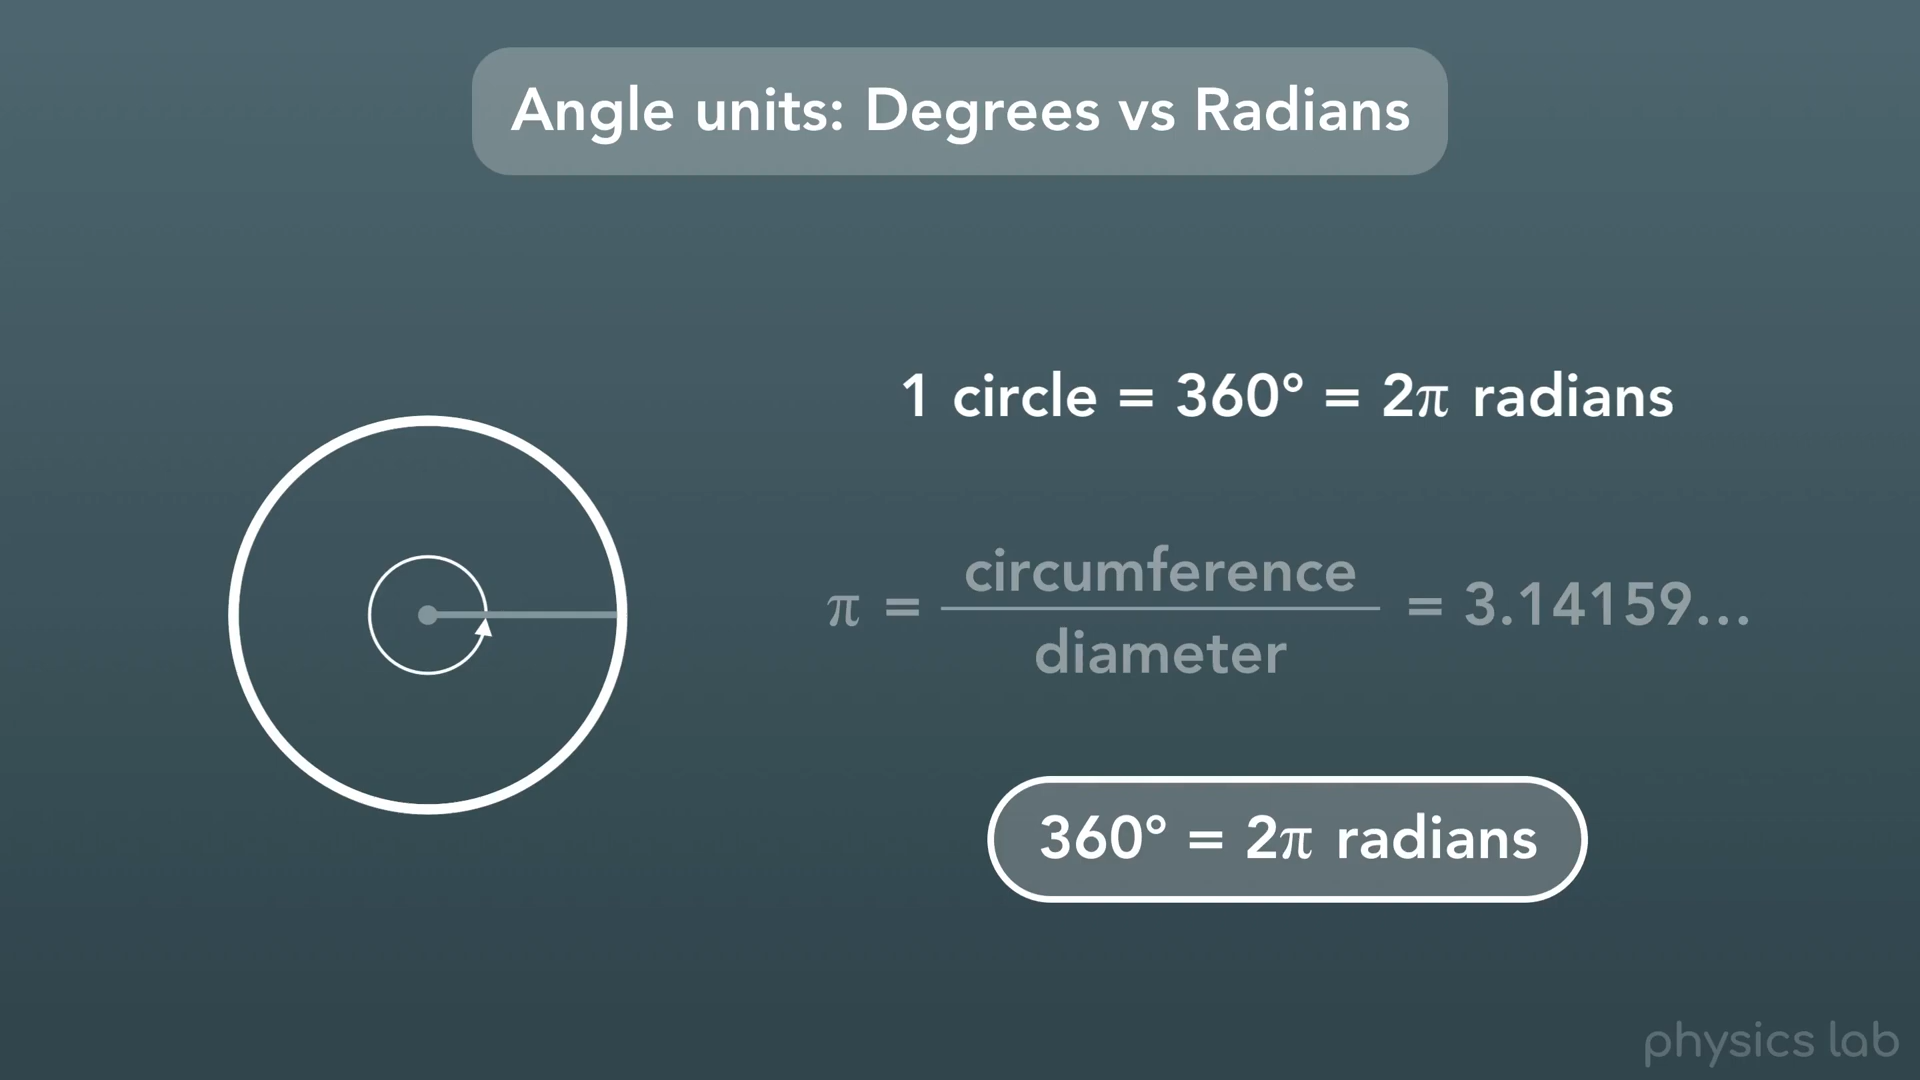 Angle units: Degrees vs Radians
1 circle = 360° = 2π radians
π = circumference / diameter = 3.14159...
360° = 2π radians
physics lab